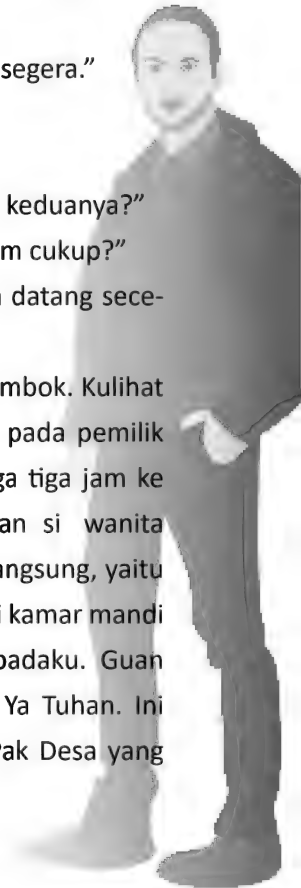 segera.”
keduanya?”
m cukup?”
datang sece-
mbok. Kulihat
pada pemilik
ga tiga jam ke
an si wanita
angsung, yaitu
i kamar mandi
padaku. Guan
Ya Tuhan. Ini
Pak Desa yang